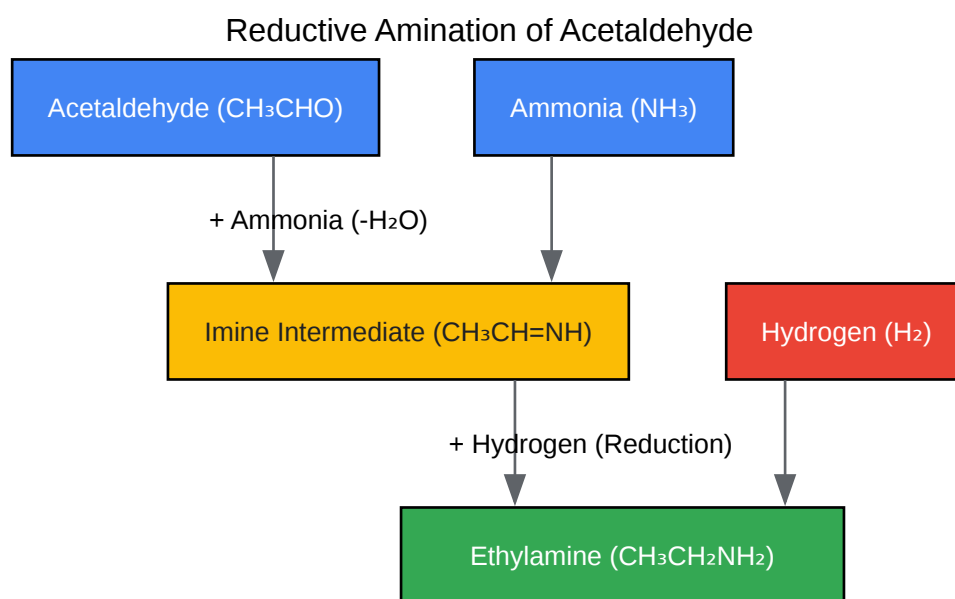 Reductive Amination of Acetaldehyde
Acetaldehyde (CH₃CHO)
Ammonia (NH₃)
+ Ammonia (-H₂O)
Imine Intermediate (CH₃CH=NH)
Hydrogen (H₂)
+ Hydrogen (Reduction)
Ethylamine (CH₃CH₂NH₂)